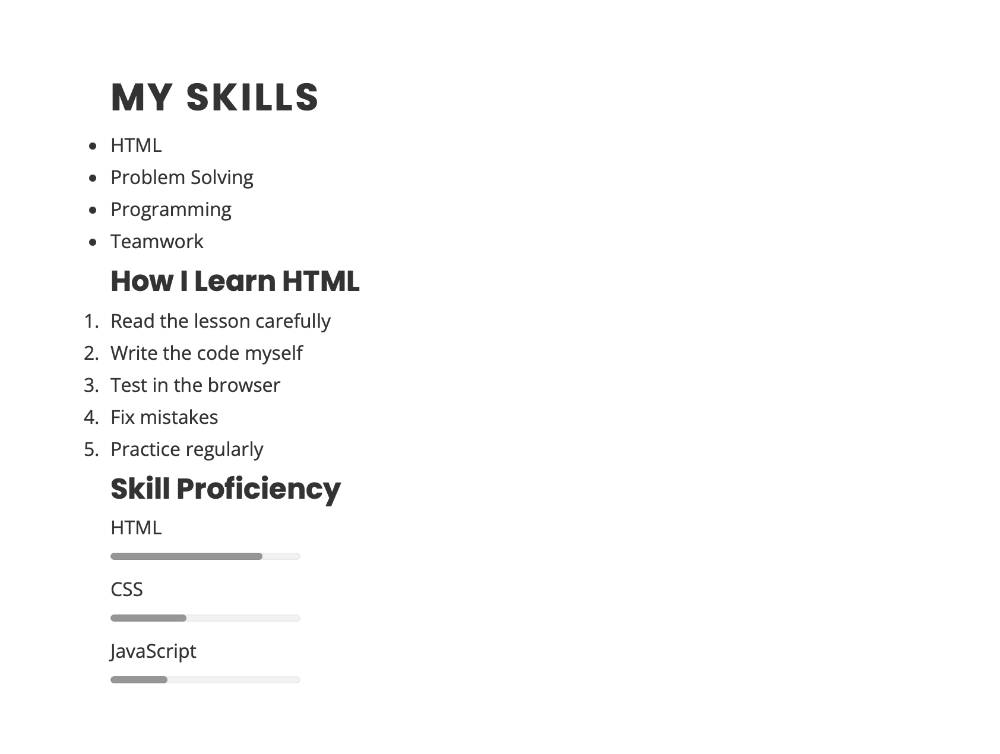 MY SKILLS
• HTML
• Problem Solving
• Programming
• Teamwork
How I Learn HTML
1. Read the lesson carefully
2. Write the code myself
3. Test in the browser
4. Fix mistakes
5. Practice regularly
Skill Proficiency
HTML
CSS
JavaScript